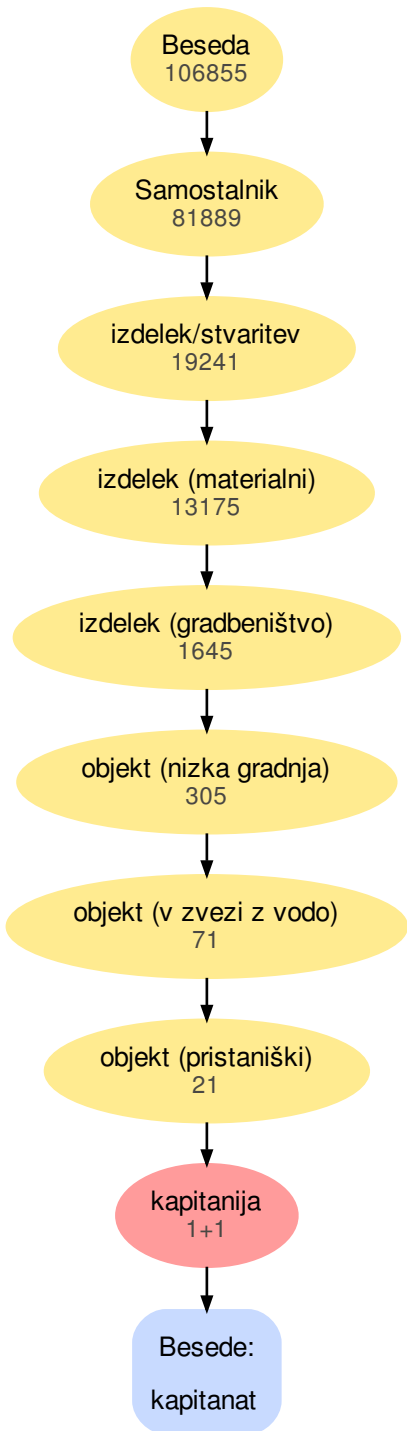 Beseda
106855
Samostalnik
81889
izdelek/stvaritev
19241
izdelek (materialni)
13175
izdelek (gradbeništvo)
1645
objekt (nizka gradnja)
305
objekt (v zvezi z vodo)
71
objekt (pristaniški)
21
kapitanija
1+1
Besede:
kapitanat